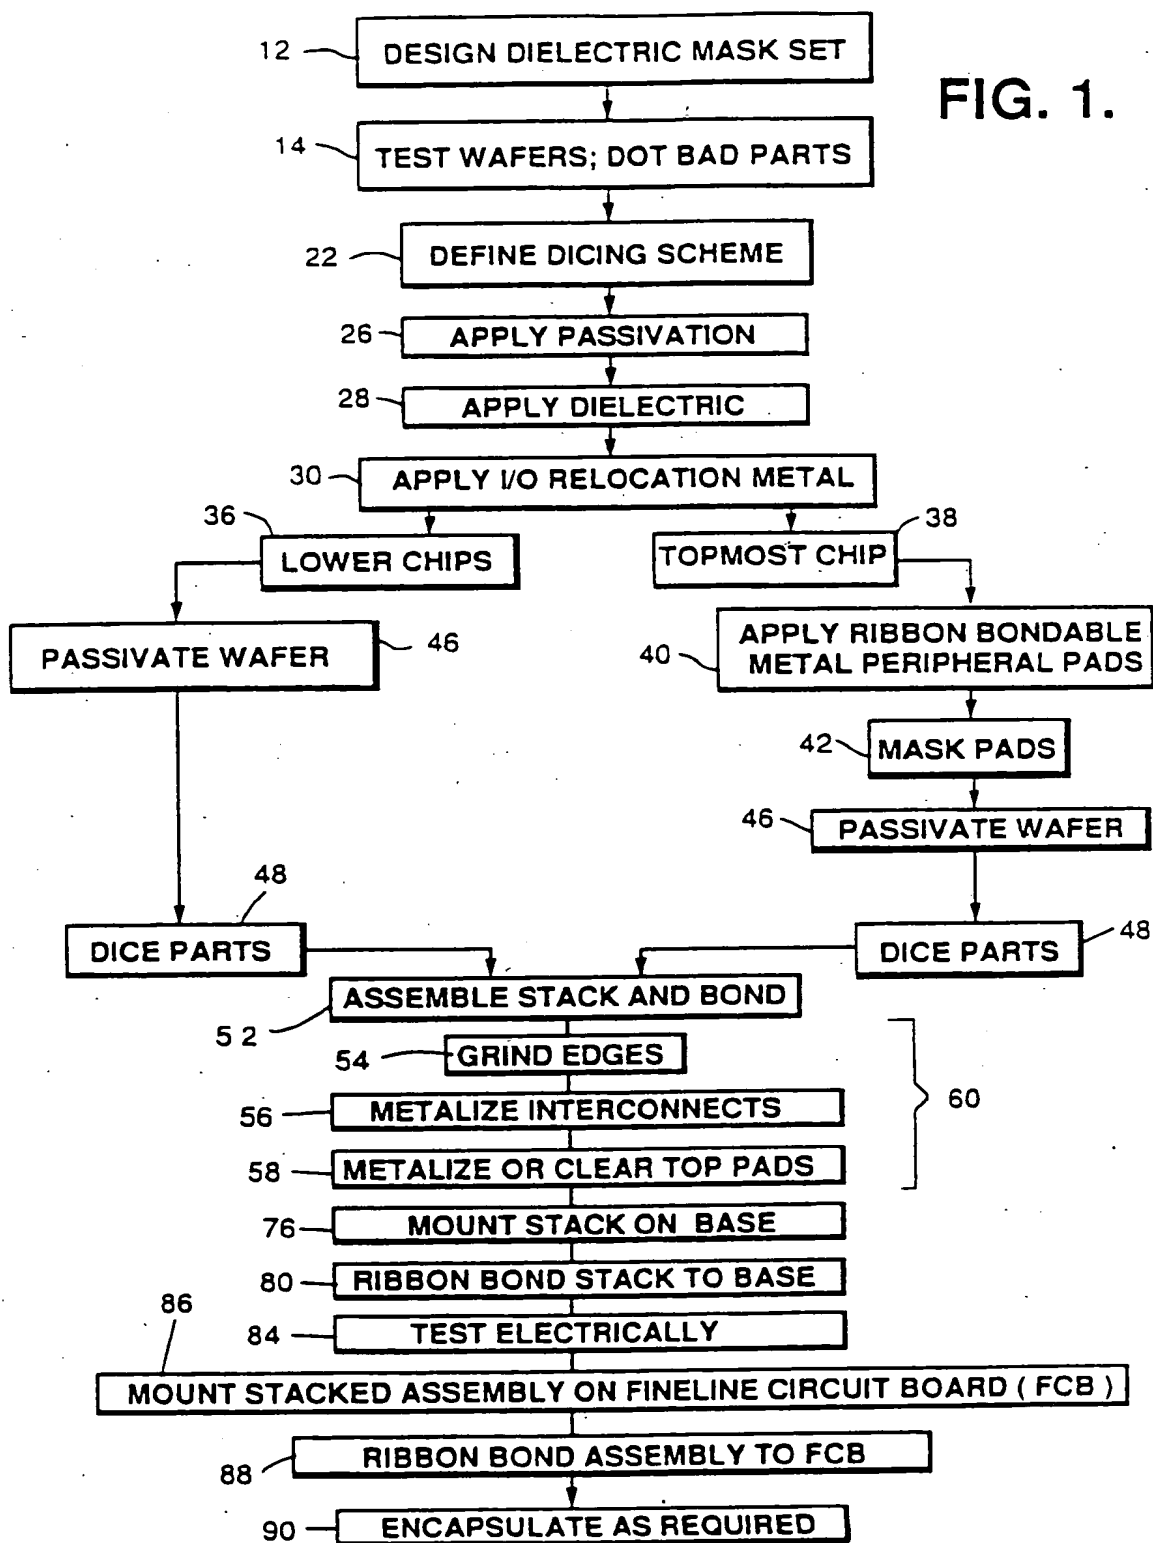 12 DESIGN DIELECTRIC MASK SET
FIG. 1.
14 TEST WAFERS; DOT BAD PARTS
22 DEFINE DICING SCHEME
26 APPLY PASSIVATION
28 APPLY DIELECTRIC
30 APPLY I/O RELOCATION METAL
36 LOWER CHIPS
38 TOPMOST CHIP
PASSIVATE WAFER 46
40 APPLY RIBBON BONDABLE
METAL PERIPHERAL PADS
42 MASK PADS
46 PASSIVATE WAFER
48 DICE PARTS
DICE PARTS 48
52 ASSEMBLE STACK AND BOND
54 GRIND EDGES
56 METALIZE INTERCONNECTS
60
58 METALIZE OR CLEAR TOP PADS
76 MOUNT STACK ON BASE
80 RIBBON BOND STACK TO BASE
84 TEST ELECTRICALLY
86 MOUNT STACKED ASSEMBLY ON FINELINE CIRCUIT BOARD ( FCB )
88 RIBBON BOND ASSEMBLY TO FCB
90 ENCAPSULATE AS REQUIRED